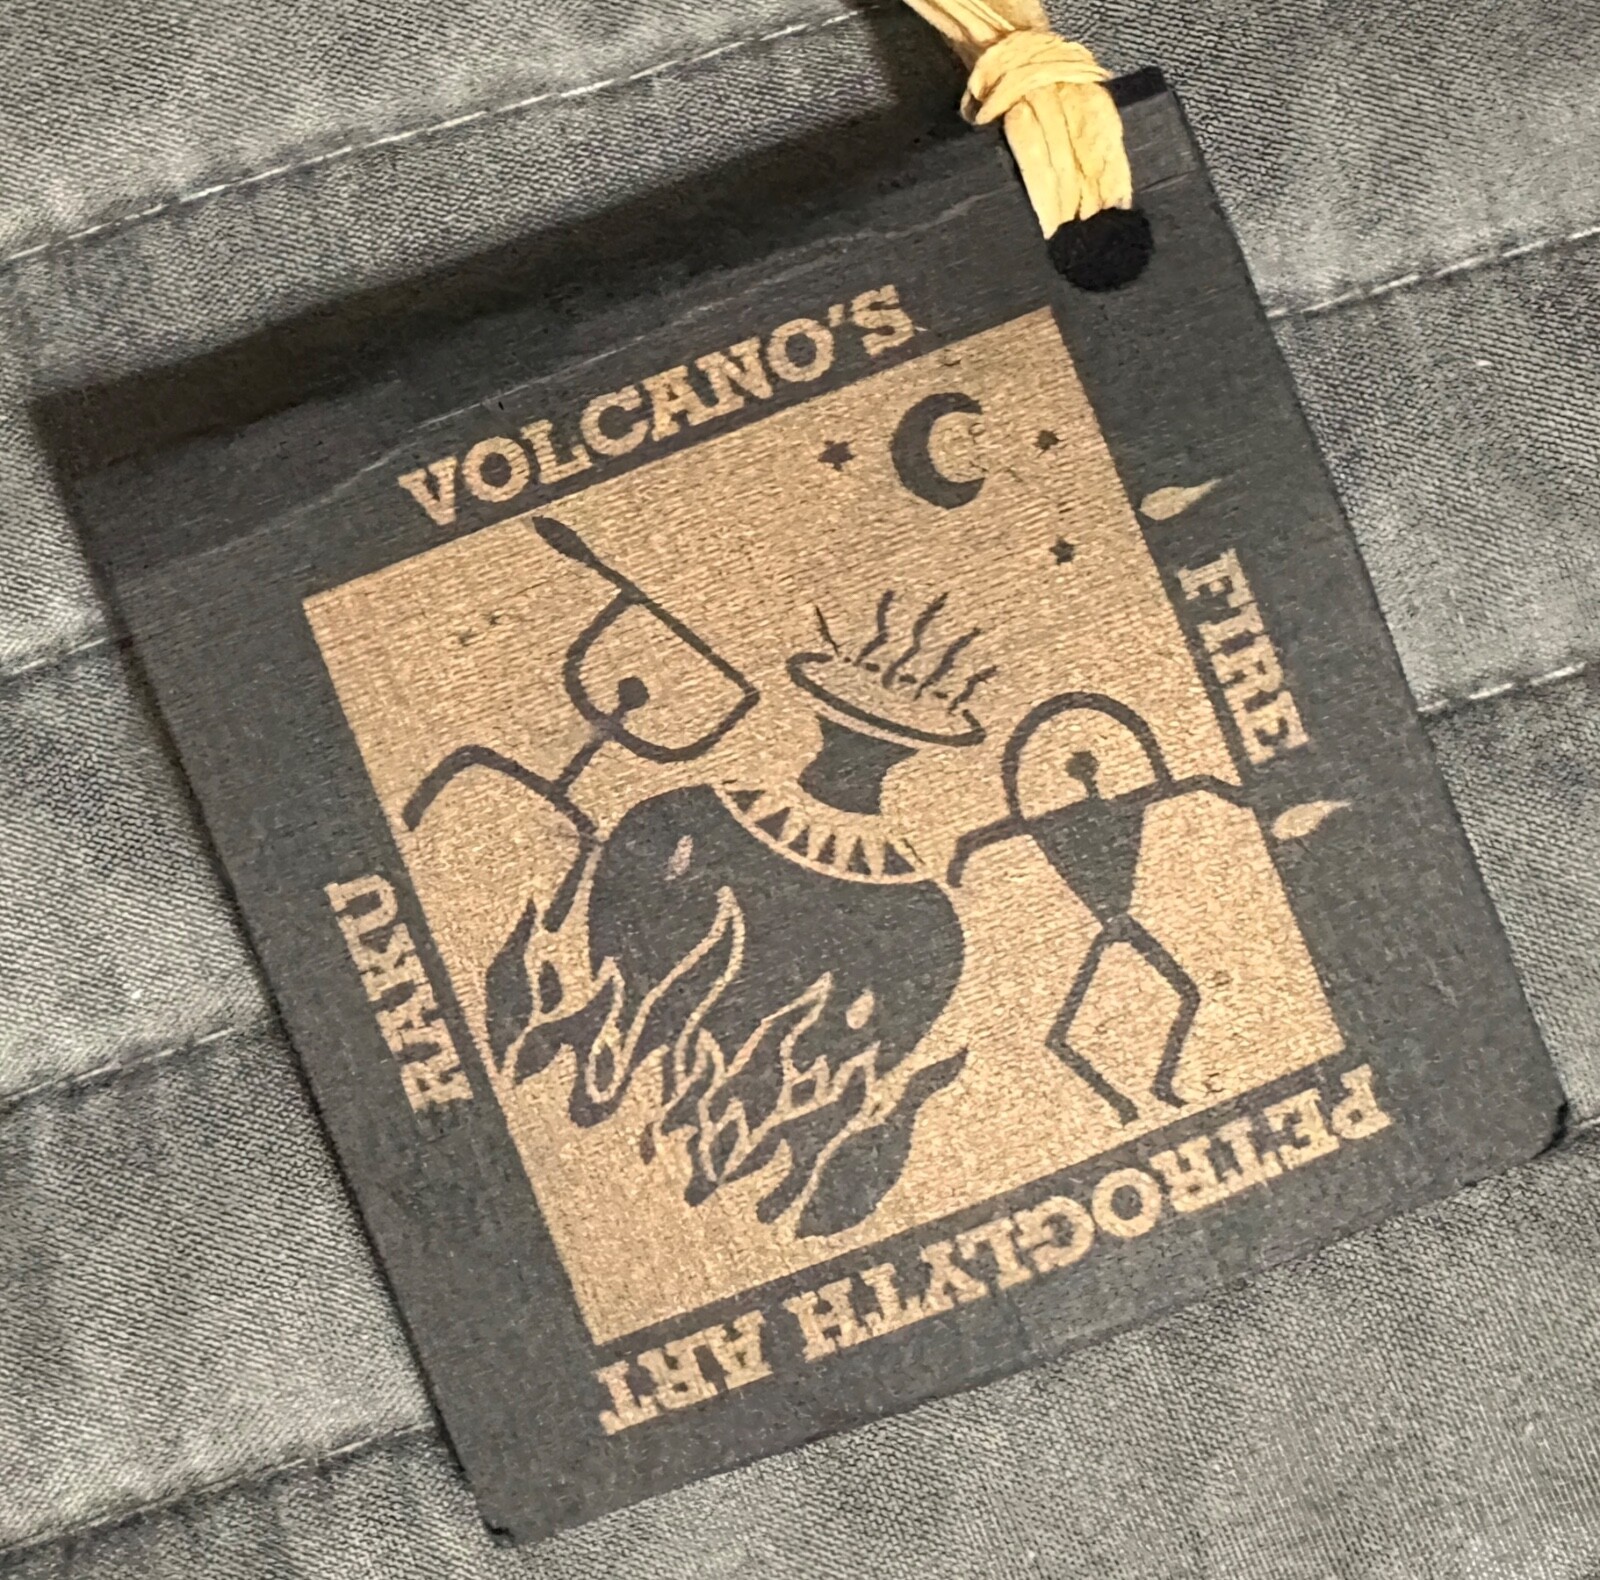 VOLCANO'S
FIRE
PETROGLYTH ART
RAKU